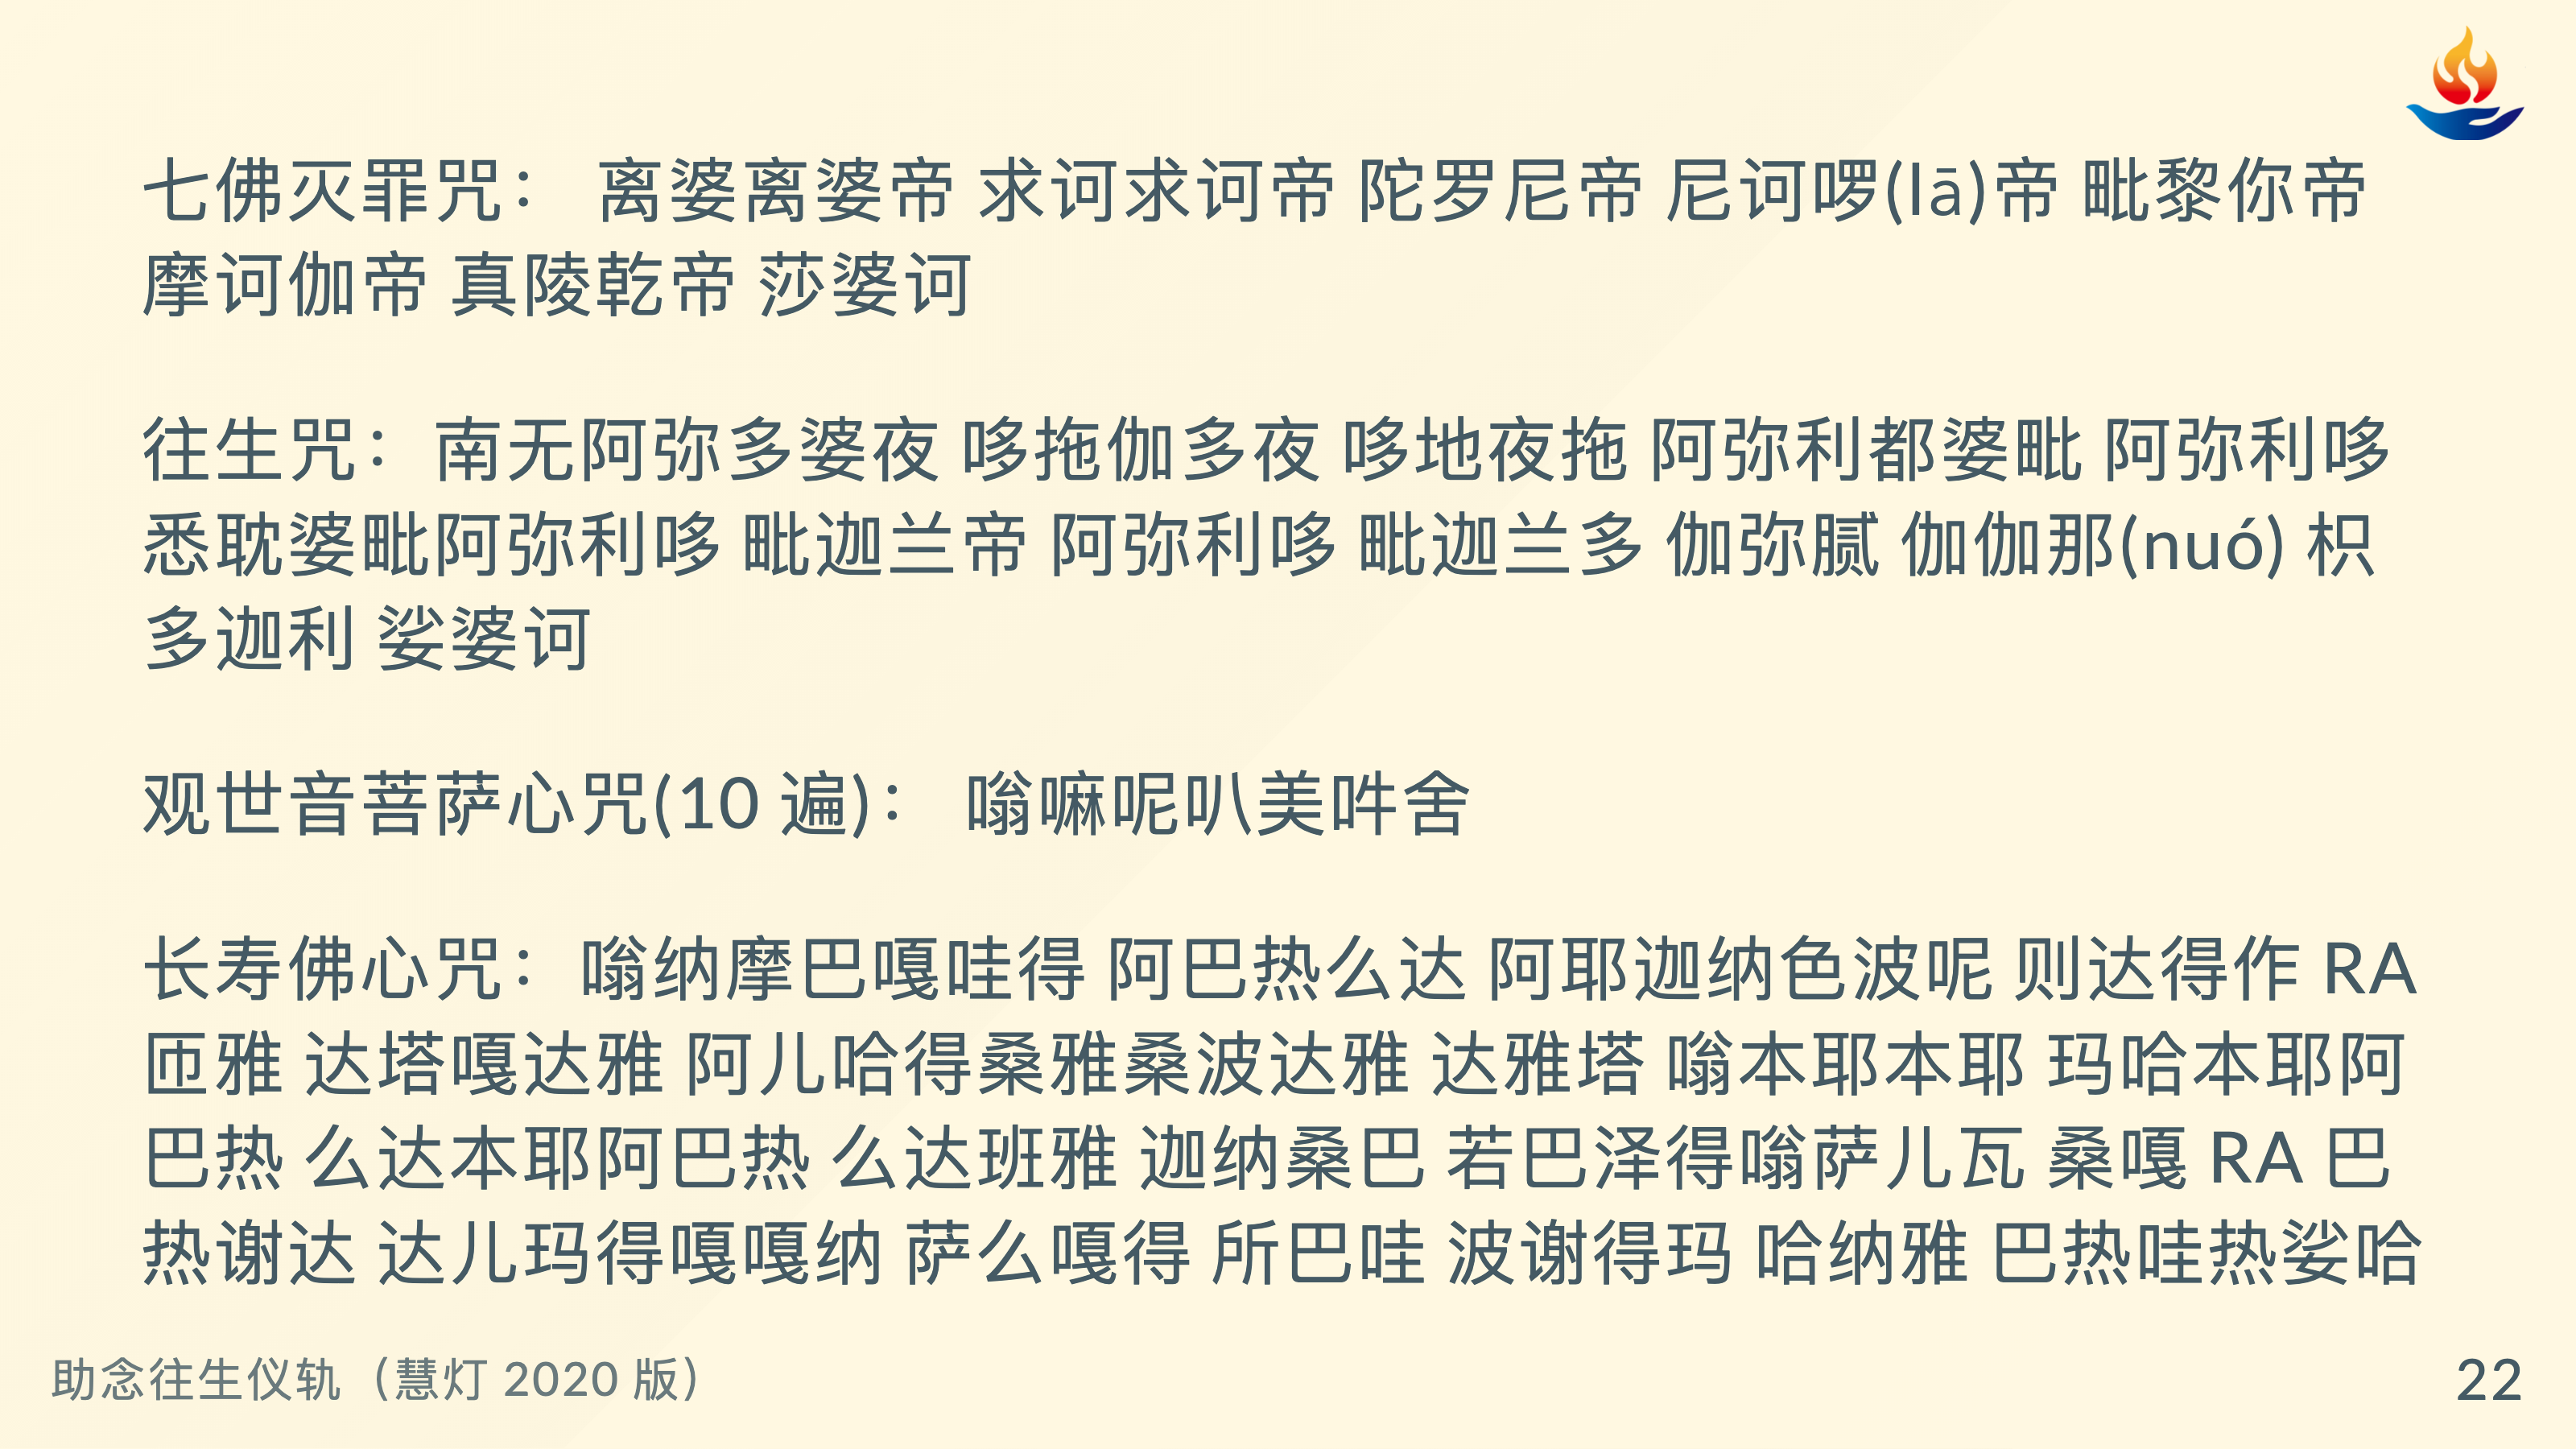 七佛灭罪咒： 离婆离婆帝 求诃求诃帝 陀罗尼帝 尼诃啰(lā)帝 毗黎你帝
摩诃伽帝 真陵乾帝 莎婆诃
往生咒：南无阿弥多婆夜 哆拖伽多夜 哆地夜拖 阿弥利都婆毗 阿弥利哆
悉耽婆毗阿弥利哆 毗迦兰帝 阿弥利哆 毗迦兰多 伽弥腻 伽伽那(nuó) 枳
多迦利 娑婆诃
观世音菩萨心咒(10 遍)： 嗡嘛呢叭美吽舍
长寿佛心咒：嗡纳摩巴嘎哇得 阿巴热么达 阿耶迦纳色波呢 则达得作 RA
匝雅 达塔嘎达雅 阿儿哈得桑雅桑波达雅 达雅塔 嗡本耶本耶 玛哈本耶阿
巴热 么达本耶阿巴热 么达班雅 迦纳桑巴 若巴泽得嗡萨儿瓦 桑嘎 RA 巴
热谢达 达儿玛得嘎嘎纳 萨么嘎得 所巴哇 波谢得玛 哈纳雅 巴热哇热娑哈
助念往生仪轨（慧灯 2020 版）
22